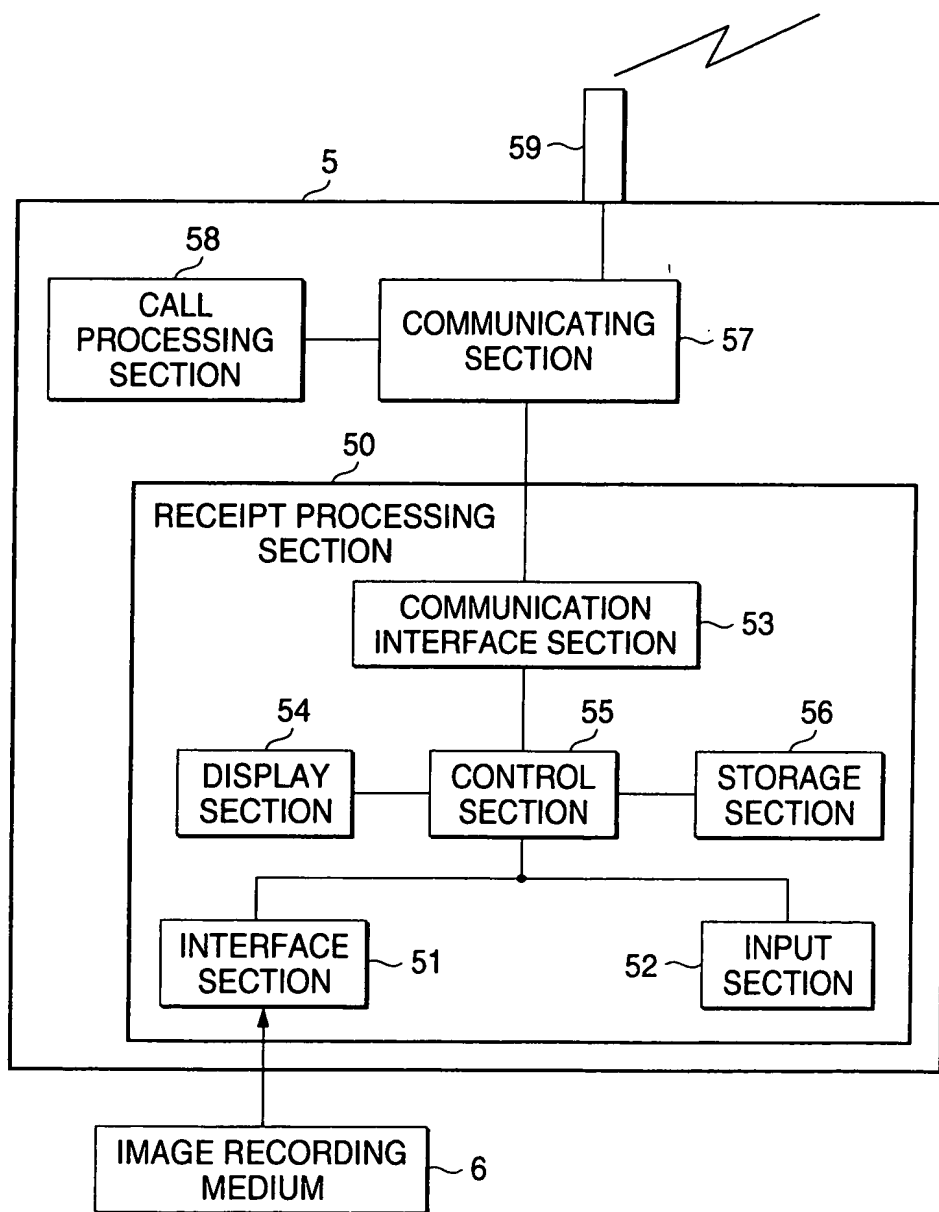 59
5
58
CALL
PROCESSING
SECTION
COMMUNICATING
SECTION
57
50
RECEIPT PROCESSING
SECTION
COMMUNICATION
INTERFACE SECTION
53
54
55
56
DISPLAY
SECTION
CONTROL
SECTION
STORAGE
SECTION
INTERFACE
SECTION
51
52
INPUT
SECTION
IMAGE RECORDING
MEDIUM
6